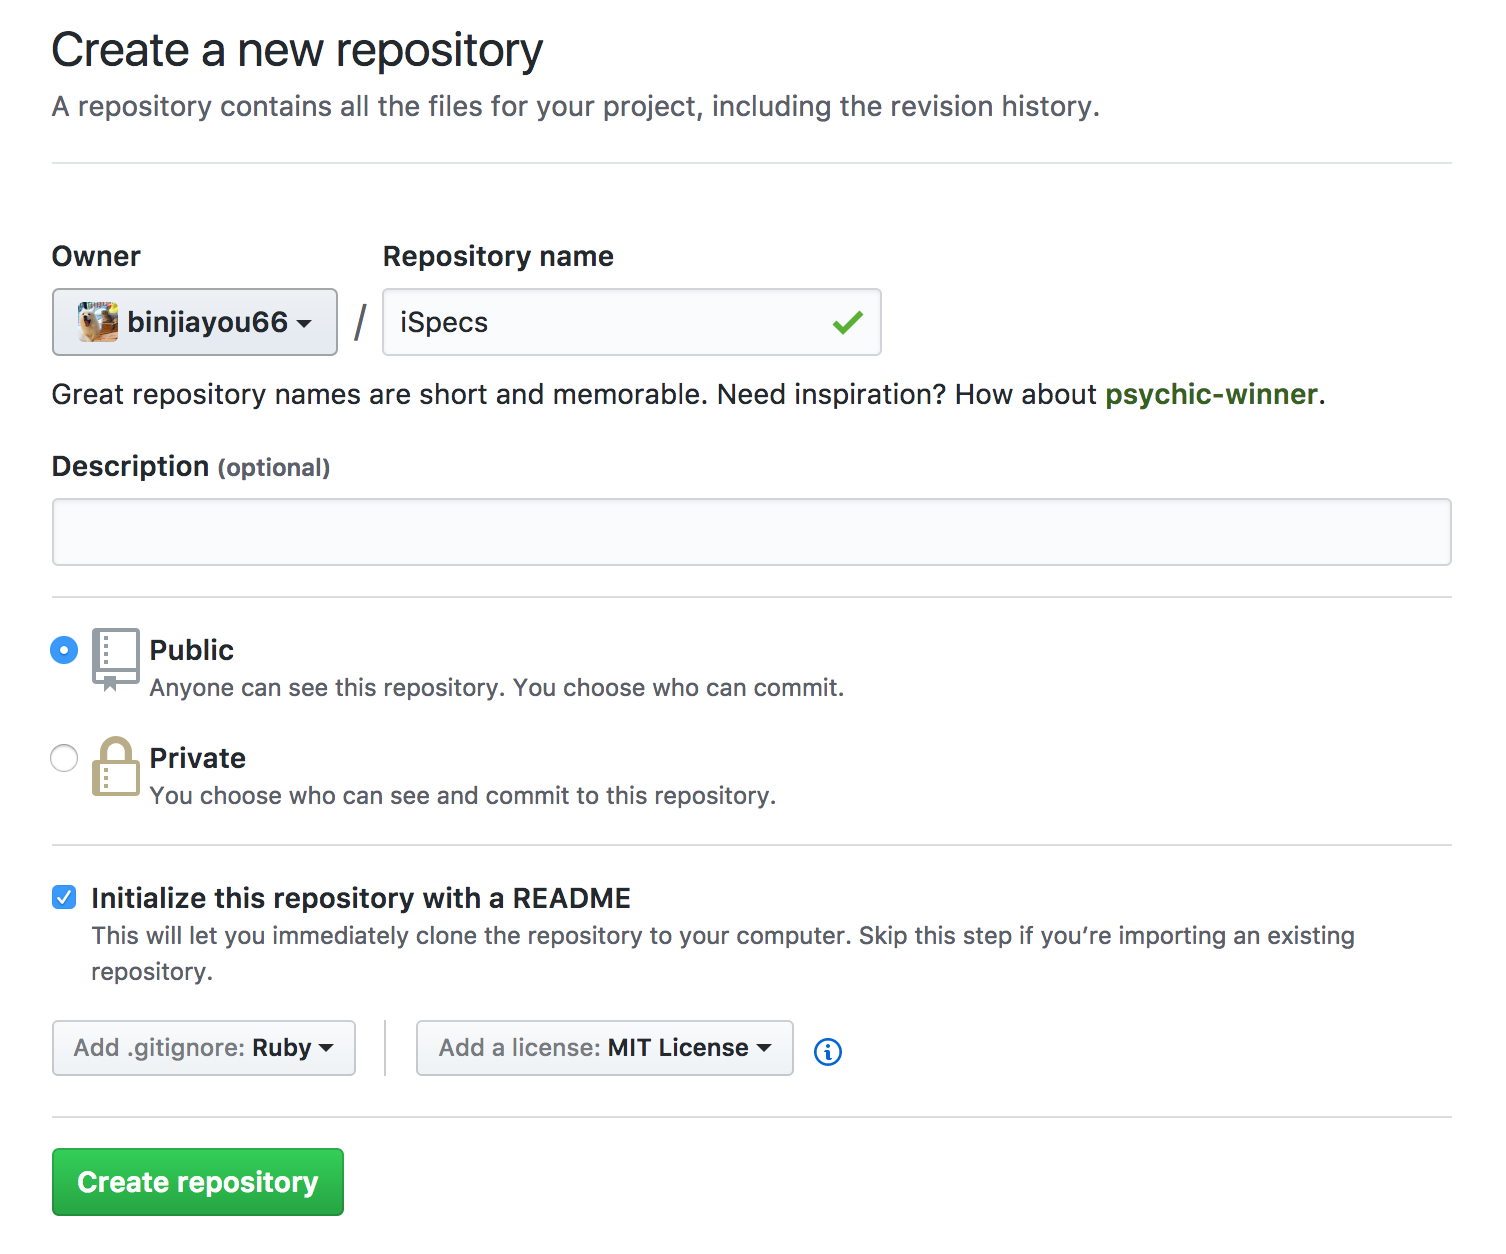 Create a new repository
A repository contains all the files for your project, including the revision history.
Owner
Repository name
binjiayou66 / iSpecs
Great repository names are short and memorable. Need inspiration? How about psychic-winner.
Description (optional)
Public
Anyone can see this repository. You choose who can commit.
Private
You choose who can see and commit to this repository.
Initialize this repository with a README
This will let you immediately clone the repository to your computer. Skip this step if you’re importing an existing
repository.
Add .gitignore: Ruby
Add a license: MIT License
Create repository